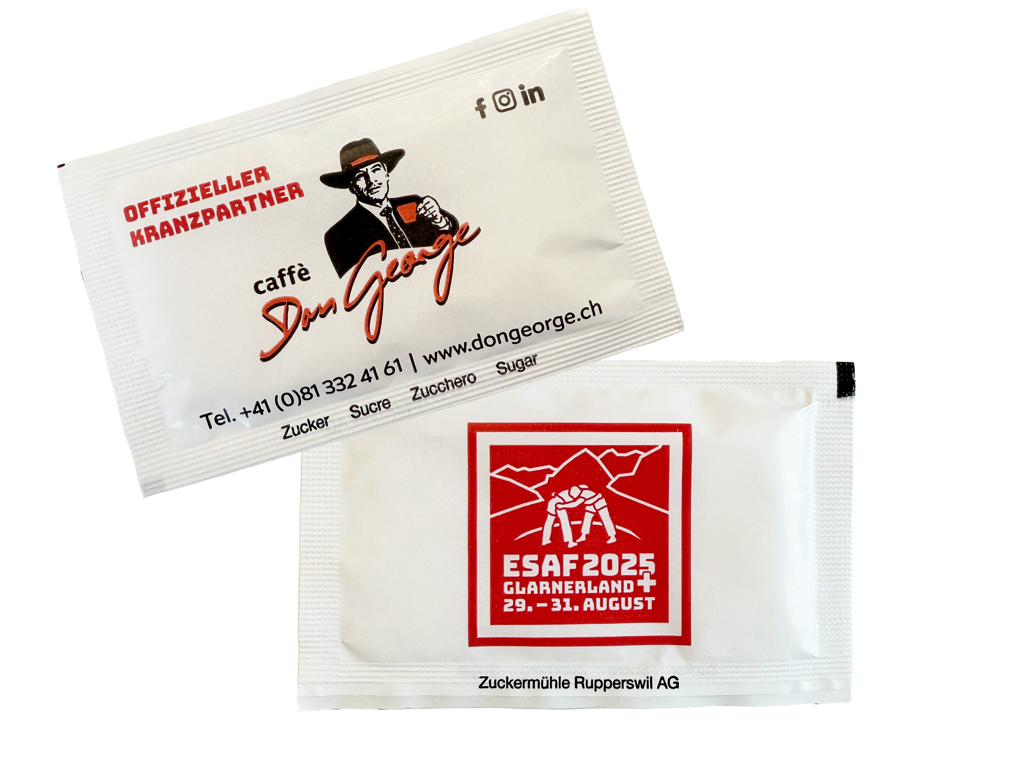 OFFIZIELLER
KRANZPARTNER
caffè
Don George
Tel. +41 (0)81 332 41 61 | www.dongeorge.ch
Zucker Sucre Zucchero Sugar
ESAF 2025
GLARNERLAND+
29. – 31. AUGUST
Zuckermühle Rupperswil AG